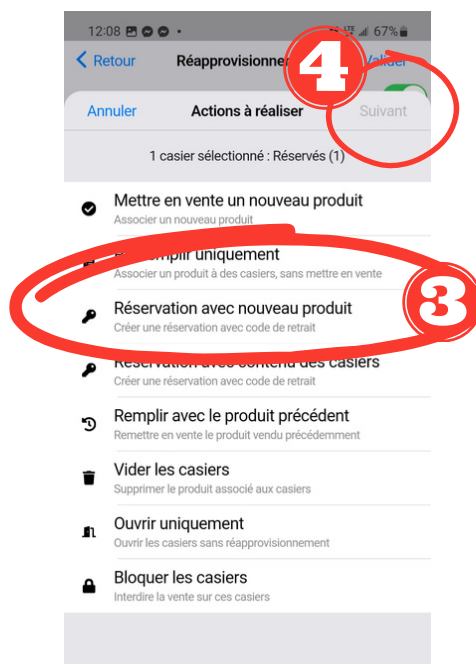 12:08 67%
Retour Réapprovisionne Valider
4
Annuler Actions à réaliser Suivant
1 casier sélectionné : Réservés (1)
Mettre en vente un nouveau produit
Associer un nouveau produit
uniquement
Associer un produit à des casiers, sans mettre en vente
3
Réservation avec nouveau produit
Créer une réservation avec code de retrait
Réservation avec contenu des casiers
Créer une réservation avec code de retrait
Remplir avec le produit précédent
Remettre en vente le produit vendu précédemment
Vider les casiers
Supprimer le produit associé aux casiers
Ouvrir uniquement
Ouvrir les casiers sans réapprovisionnement
Bloquer les casiers
Interdire la vente sur ces casiers